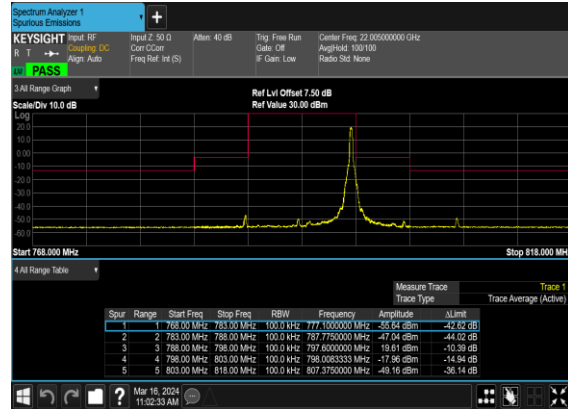 Spectrum Analyzer 1
Spurious Emissions
KEYSIGHT Input: RF Input Z: 50 Ω Atten: 40 dB Trig: Free Run Center Freq: 22.005000000 GHz
R T Coupling: DC Corr CCorr Gate: Off Avg|Hold: 100/100
Align: Auto Freq Ref: Int (S) IF Gain: Low Radio Std: None
PASS
3 All Range Graph
Ref Lvl Offset 7.50 dB
Scale/Div 10.0 dB Ref Value 30.00 dBm
Log
20.0
10.0
0.00
-10.0
-20.0
-30.0
-40.0
-50.0
-60.0
Start 768.000 MHz Stop 818.000 MHz
4 All Range Table
Measure Trace Trace 1
Trace Type Trace Average (Active)
Spur Range Start Freq Stop Freq RBW Frequency Amplitude ΔLimit
1 1 768.00 MHz 783.00 MHz 100.0 kHz 777.1000000 MHz -55.64 dBm -42.62 dB
2 2 783.00 MHz 788.00 MHz 100.0 kHz 787.7750000 MHz -47.04 dBm -44.02 dB
3 3 788.00 MHz 798.00 MHz 100.0 kHz 797.6000000 MHz 19.61 dBm -10.39 dB
4 4 798.00 MHz 803.00 MHz 100.0 kHz 798.0083333 MHz -17.96 dBm -14.94 dB
5 5 803.00 MHz 818.00 MHz 100.0 kHz 807.3750000 MHz -49.16 dBm -36.14 dB
Mar 16, 2024
11:02:33 AM